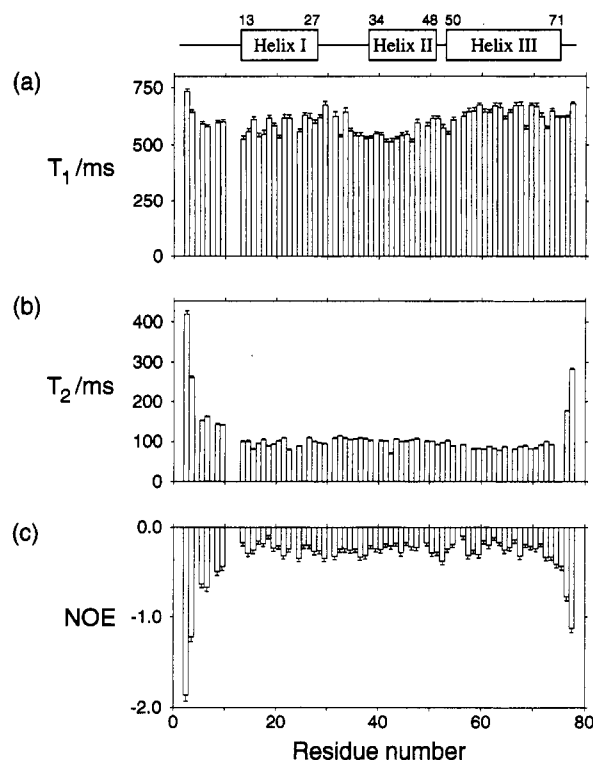 13 27 34 48 50 71
Helix I Helix II Helix III
(a)
750
500
250
0
T1/ms
(b)
400
300
200
100
0
T2/ms
(c)
0.0
-1.0
-2.0
NOE
0 20 40 60 80
Residue number